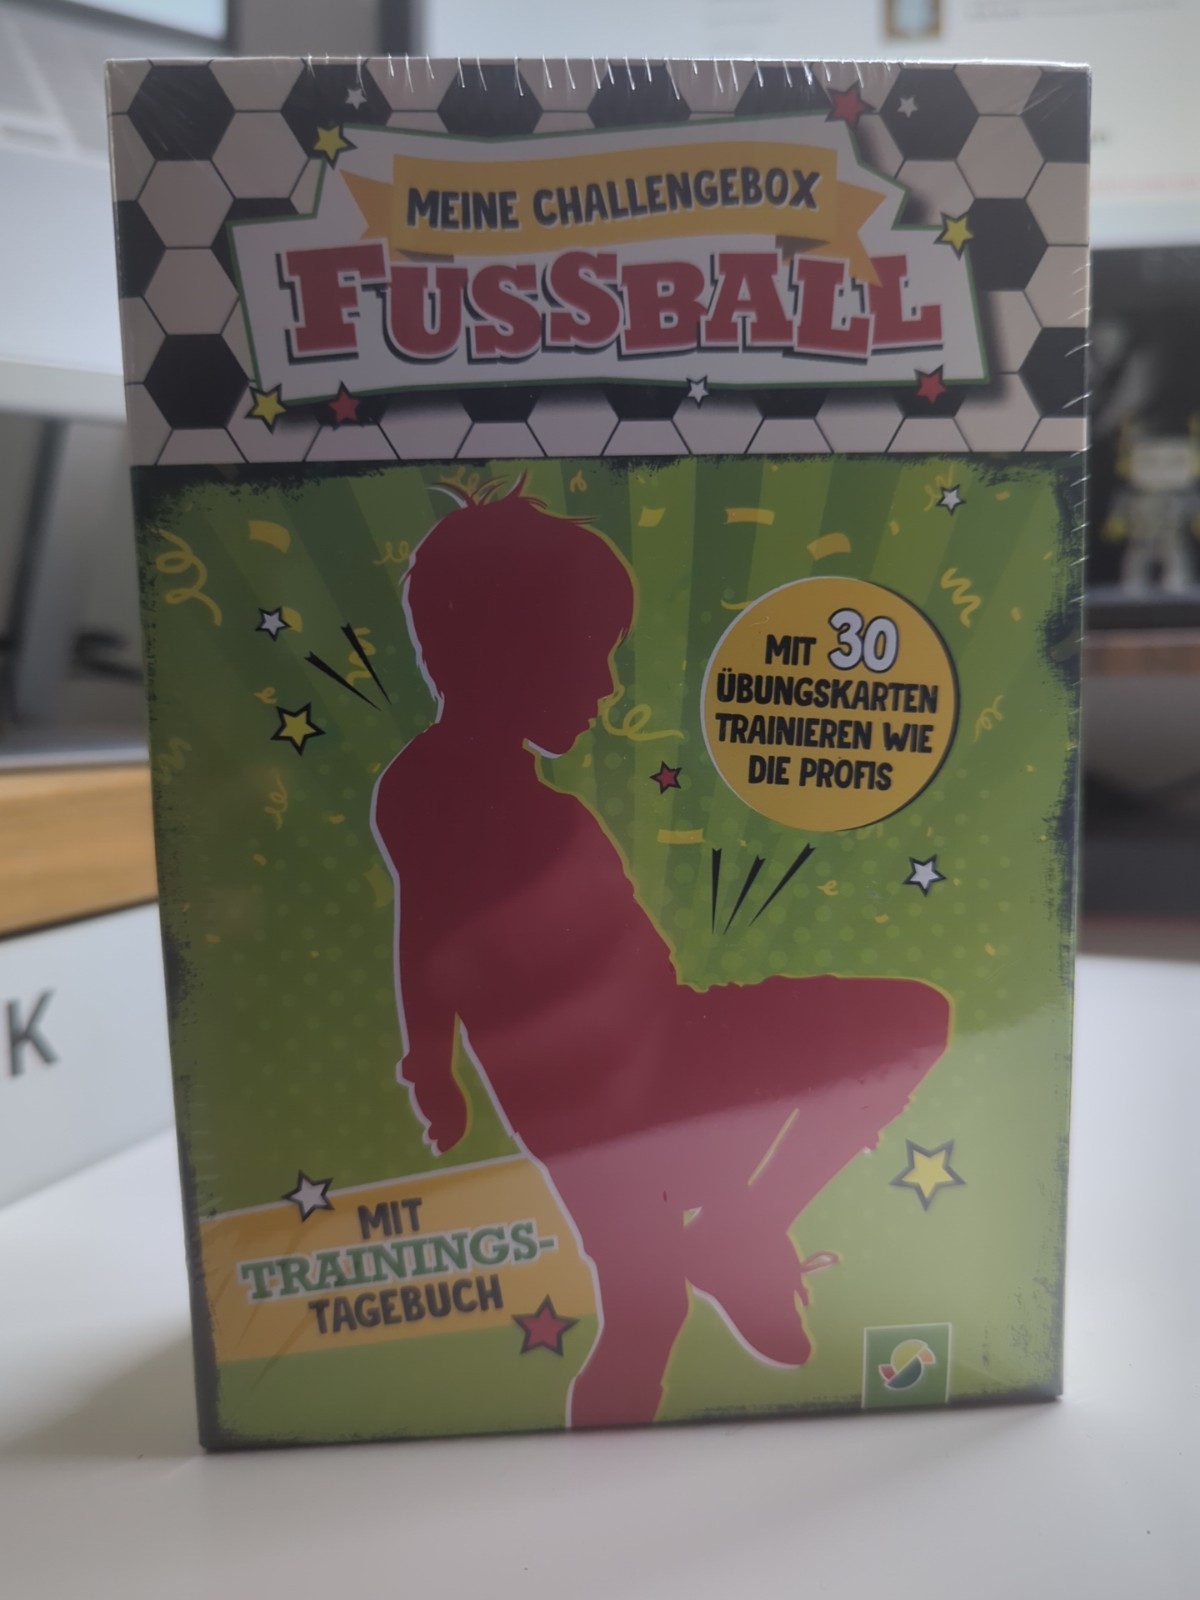 MEINE CHALLENGEBOX
FUSSBALL
MIT 30
ÜBUNGSKARTEN
TRAINIEREN WIE
DIE PROFIS
K
MIT
TRAININGS-
TAGEBUCH